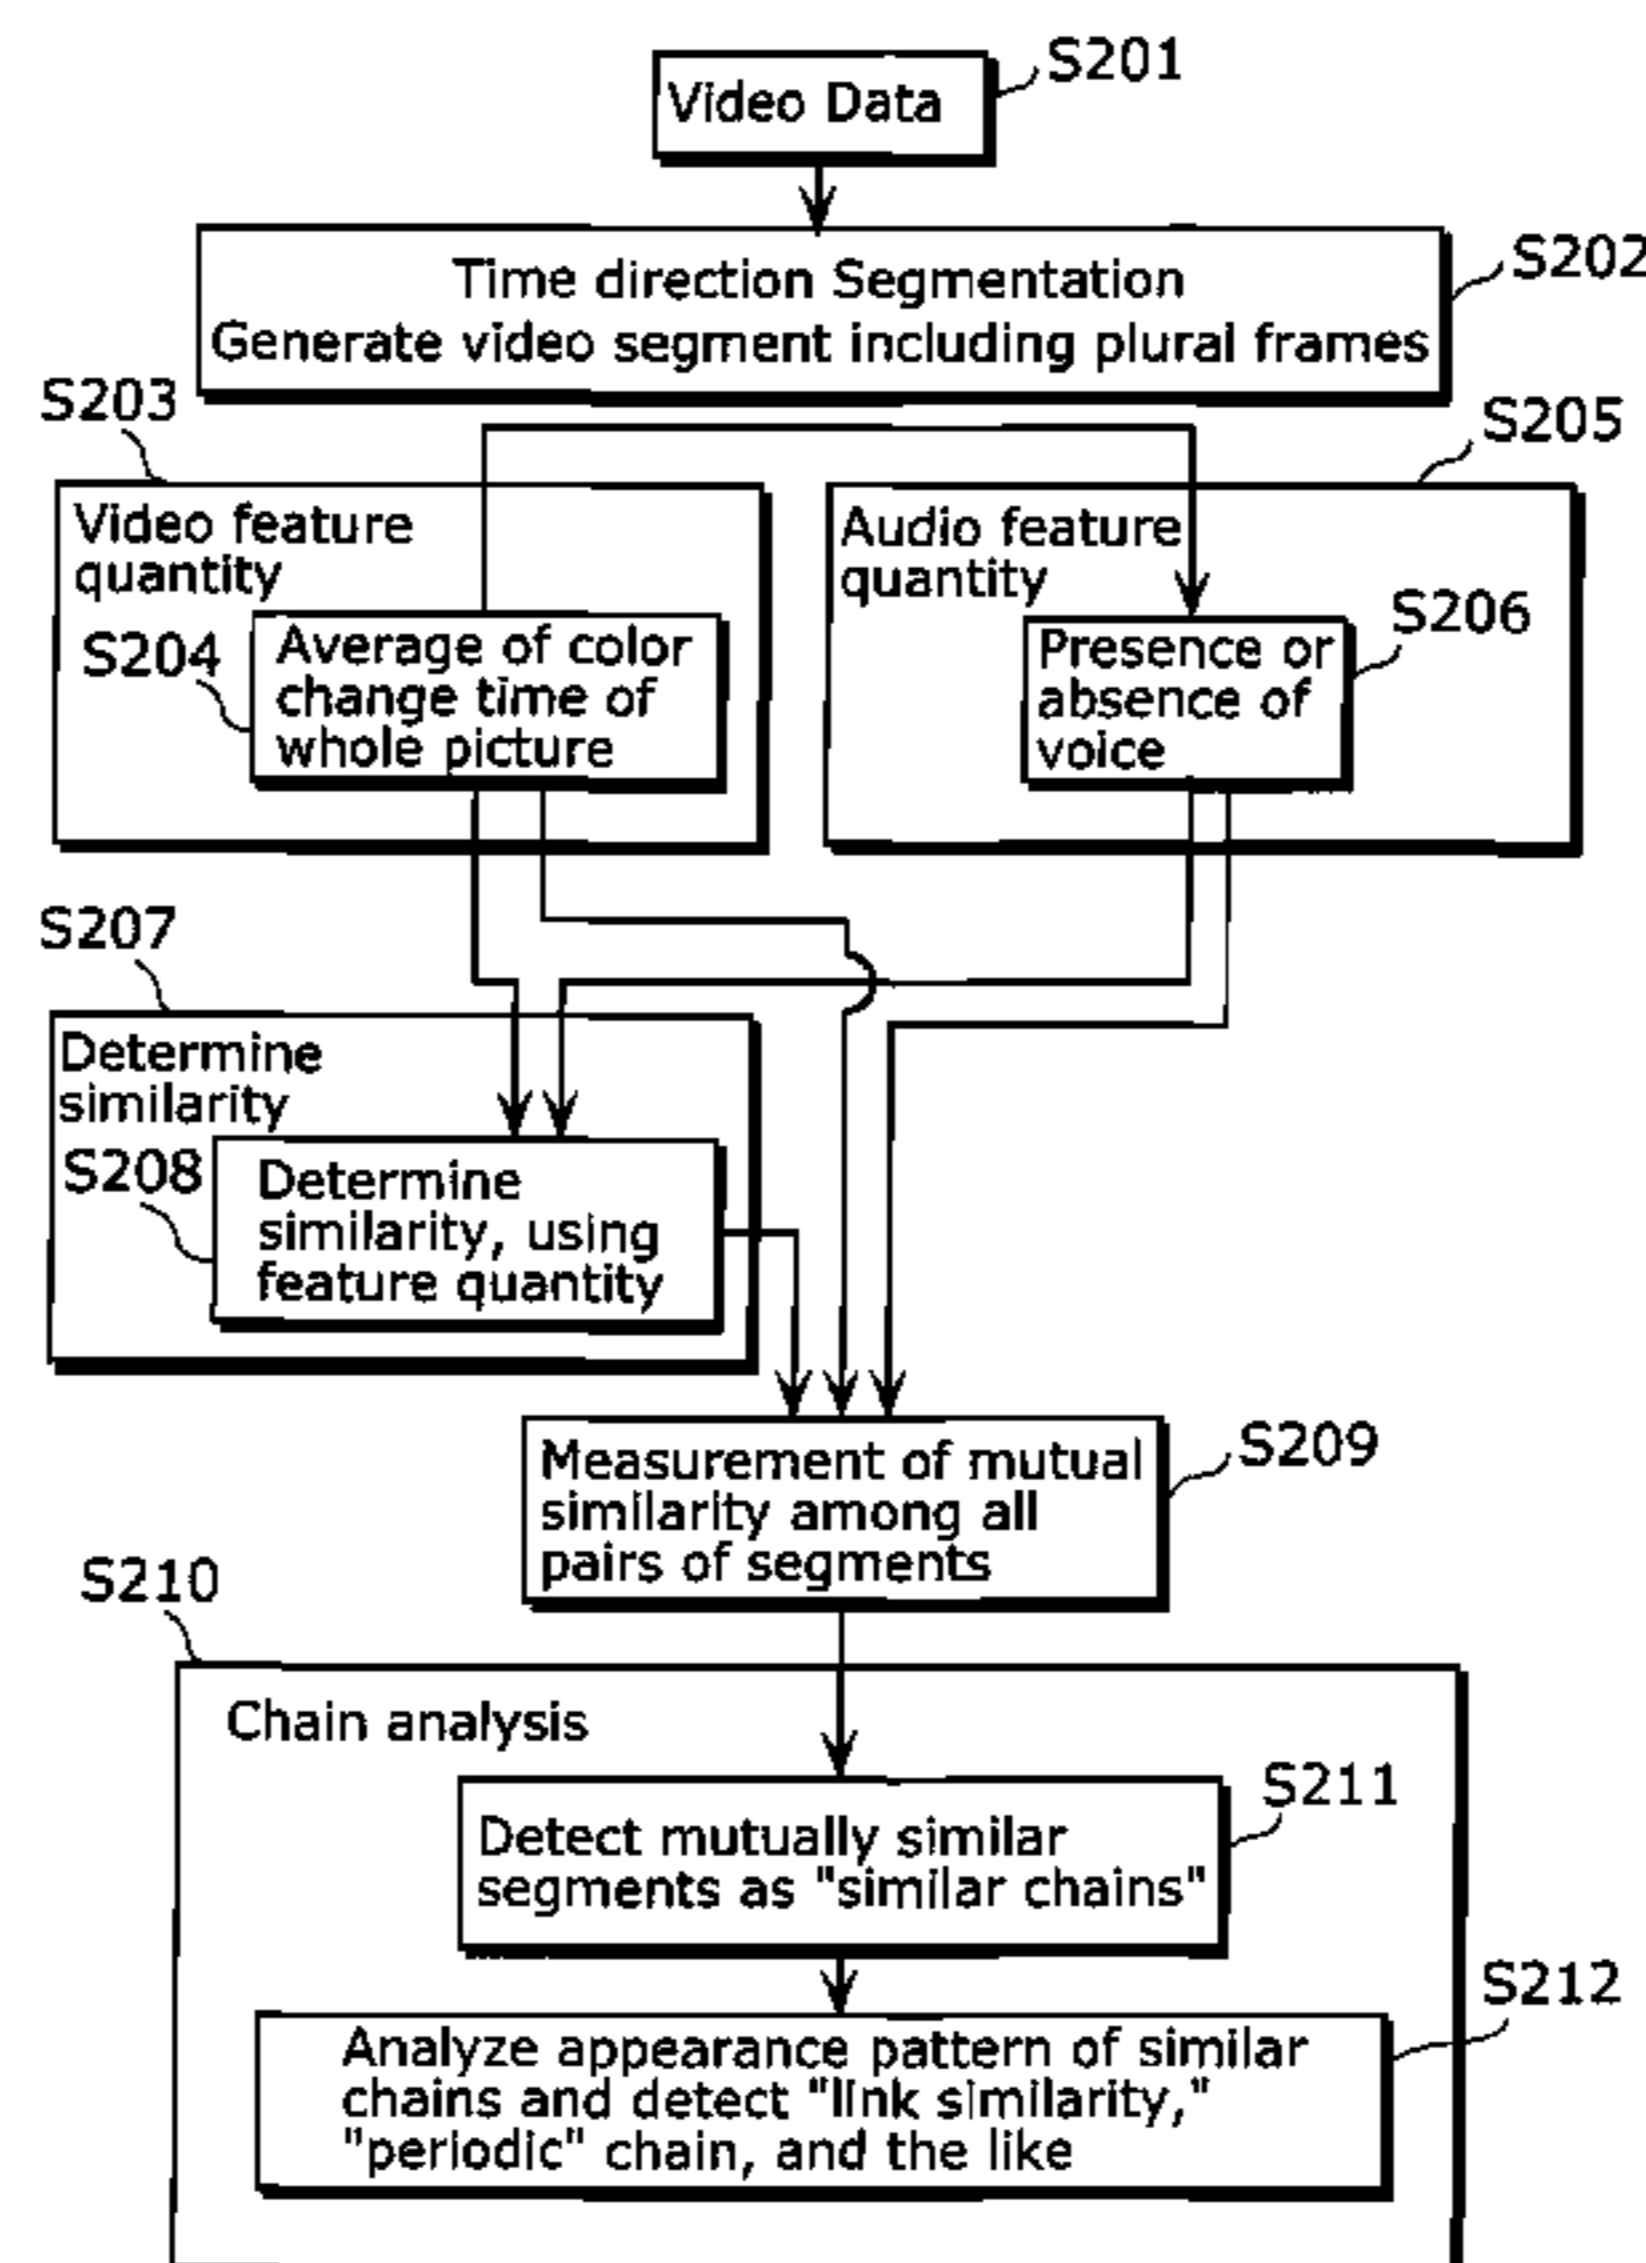 Video Data
S201
Time direction Segmentation
Generate video segment including plural frames
S202
S203
Video feature
quantity
S204
Average of color
change time of
whole picture
S205
Audio feature
quantity
S206
Presence or
absence of
voice
S207
Determine
similarity
S208
Determine
similarity, using
feature quantity
Measurement of mutual
similarity among all
pairs of segments
S209
S210
Chain analysis
Detect mutually similar
segments as "similar chains"
S211
Analyze appearance pattern of similar
chains and detect "link similarity,"
"periodic" chain, and the like
S212